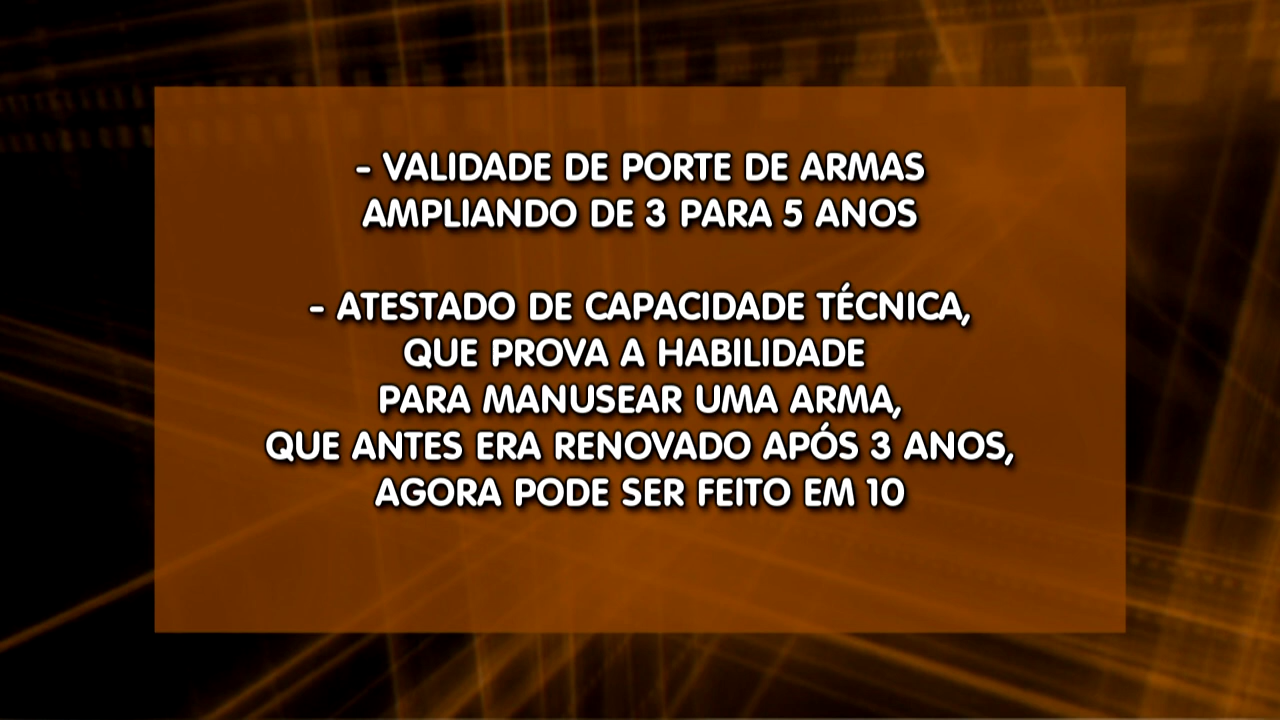 - VALIDADE DE PORTE DE ARMAS
AMPLIANDO DE 3 PARA 5 ANOS
- ATESTADO DE CAPACIDADE TÉCNICA,
QUE PROVA A HABILIDADE
PARA MANUSEAR UMA ARMA,
QUE ANTES ERA RENOVADO APÓS 3 ANOS,
AGORA PODE SER FEITO EM 10